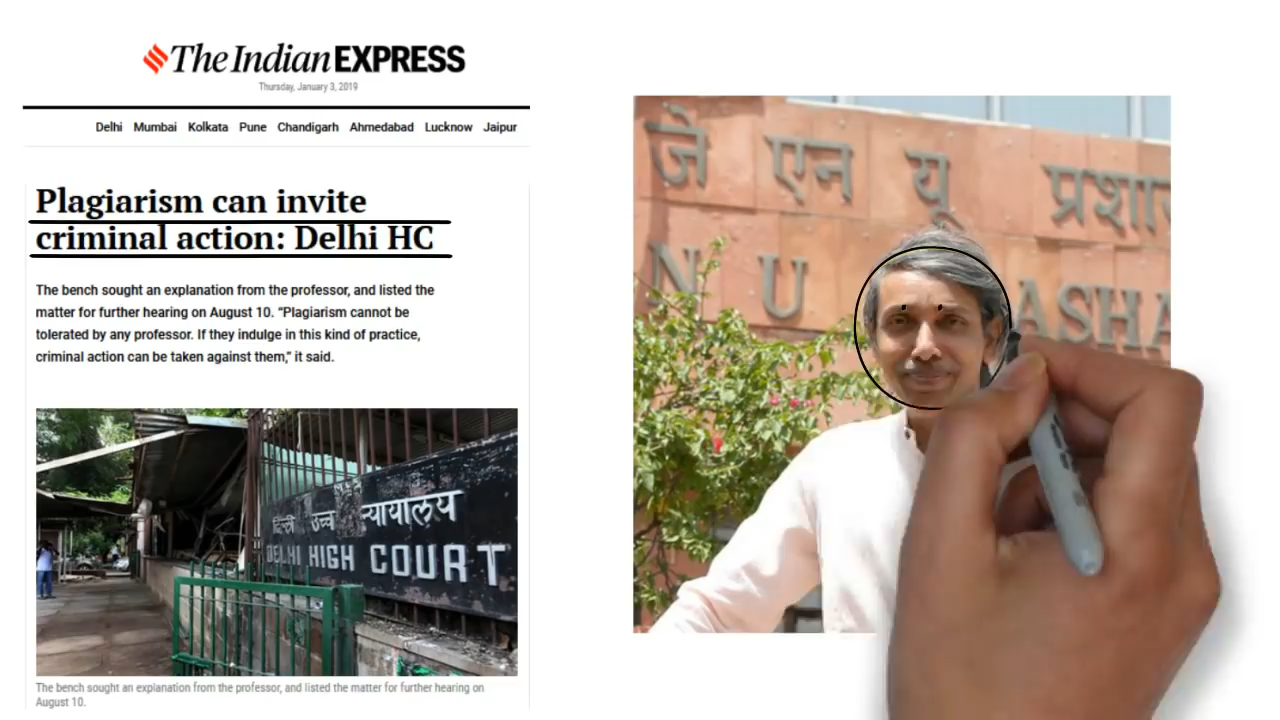 The Indian EXPRESS
Thursday, January 3, 2019
Delhi Mumbai Kolkata Pune Chandigarh Ahmedabad Lucknow Jaipur
Plagiarism can invite
criminal action: Delhi HC
The bench sought an explanation from the professor, and listed the
matter for further hearing on August 10. “Plagiarism cannot be
tolerated by any professor. If they indulge in this kind of practice,
criminal action can be taken against them,” it said.
दिल्ली उच्च न्यायालय
DELHI HIGH COURT
The bench sought an explanation from the professor, and listed the matter for further hearing on
August 10.
जे एन यू प्रशा
N U ASHA